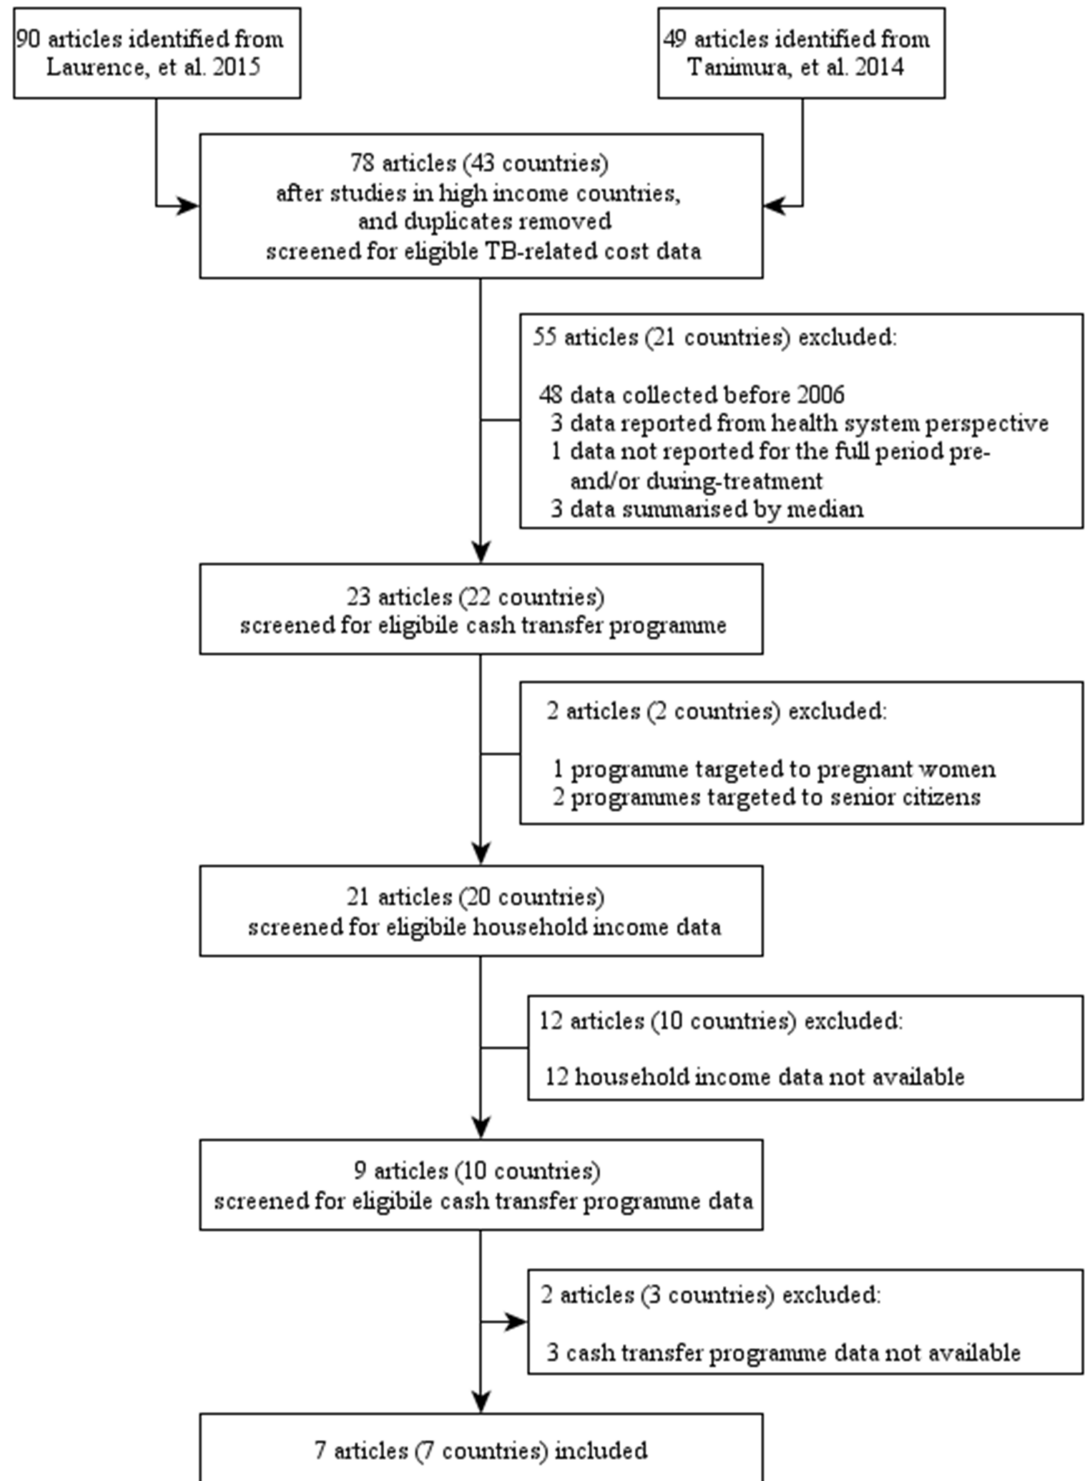 90 articles identified from
Laurence, et al. 2015
49 articles identified from
Tanimura, et al. 2014
78 articles (43 countries)
after studies in high income countries,
and duplicates removed
screened for eligible TB-related cost data
55 articles (21 countries) excluded:
48 data collected before 2006
3 data reported from health system perspective
1 data not reported for the full period pre-
and/or during-treatment
3 data summarised by median
23 articles (22 countries)
screened for eligibile cash transfer programme
2 articles (2 countries) excluded:
1 programme targeted to pregnant women
2 programmes targeted to senior citizens
21 articles (20 countries)
screened for eligibile household income data
12 articles (10 countries) excluded:
12 household income data not available
9 articles (10 countries)
screened for eligibile cash transfer programme data
2 articles (3 countries) excluded:
3 cash transfer programme data not available
7 articles (7 countries) included